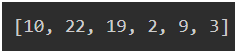 [10, 22, 19, 2, 9, 3]